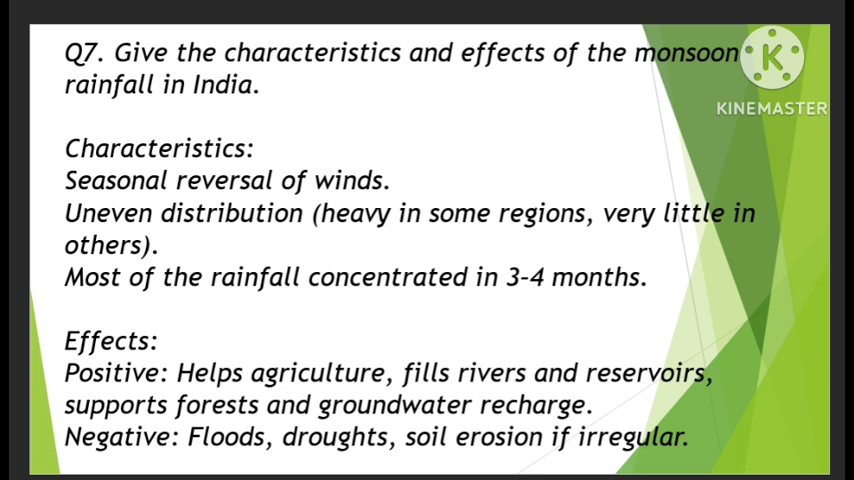 Q7. Give the characteristics and effects of the monsoon
rainfall in India.
KINEMASTER
Characteristics:
Seasonal reversal of winds.
Uneven distribution (heavy in some regions, very little in
others).
Most of the rainfall concentrated in 3-4 months.
Effects:
Positive: Helps agriculture, fills rivers and reservoirs,
supports forests and groundwater recharge.
Negative: Floods, droughts, soil erosion if irregular.